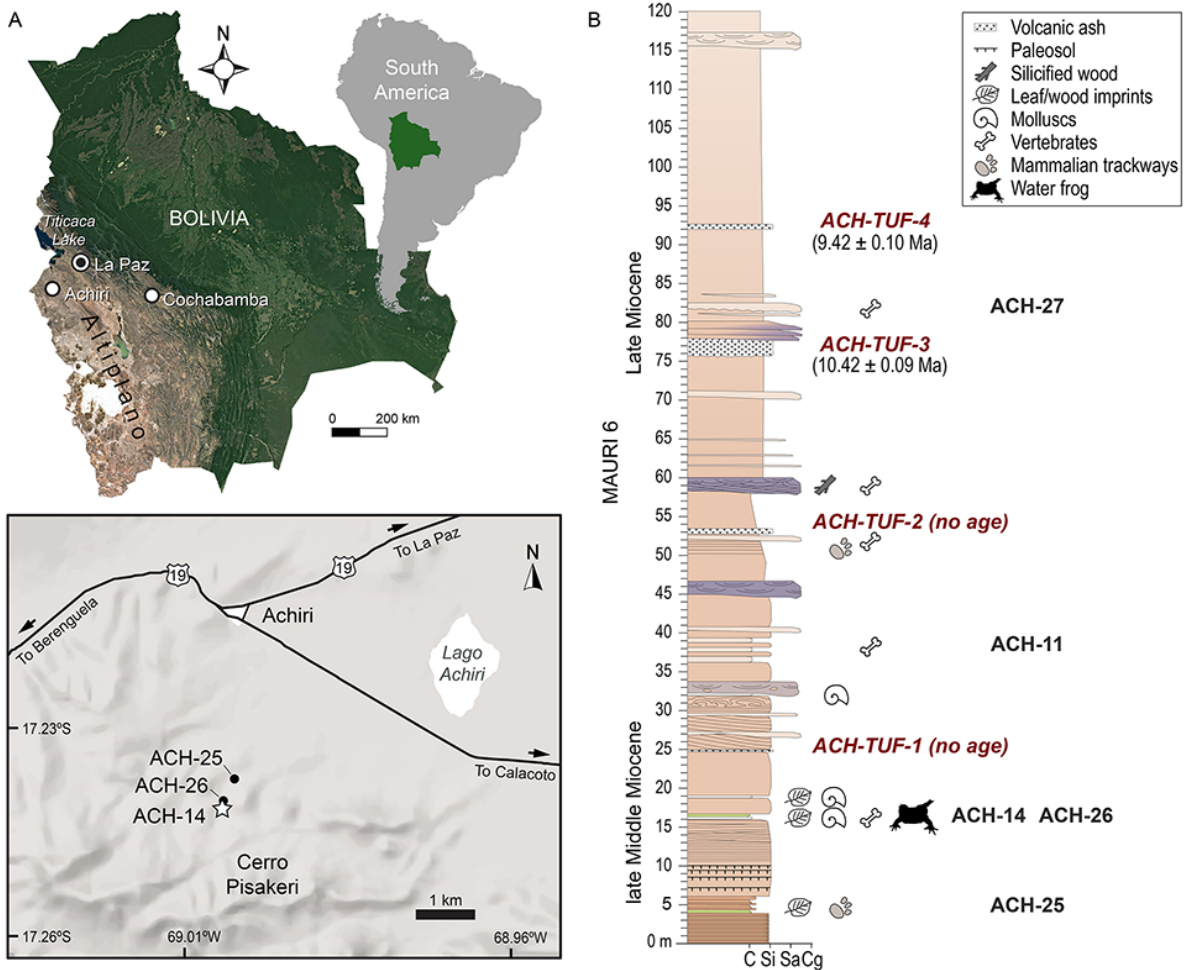 A
N
South
America
BOLIVIA
Titicaca
Lake
La Paz
Achiri
Cochabamba
Altiplano
0 200 km
To La Paz
N
19
19
Achiri
To Berenguela
Lago
Achiri
17.23ºS
ACH-25
To Calacoto
ACH-26
ACH-14
Cerro
Pisakeri
1 km
17.26ºS
69.01ºW
68.96ºW
B
Volcanic ash
Paleosol
Silicified wood
Leaf/wood imprints
Molluscs
Vertebrates
Mammalian trackways
Water frog
120
115
110
105
100
95
90
85
80
75
70
65
60
55
50
45
40
35
30
25
20
15
10
5
0 m
C Si SaCg
MAURI 6
Late Miocene
late Middle Miocene
ACH-TUF-4
(9.42 ± 0.10 Ma)
ACH-27
ACH-TUF-3
(10.42 ± 0.09 Ma)
ACH-TUF-2 (no age)
ACH-11
ACH-TUF-1 (no age)
ACH-14 ACH-26
ACH-25